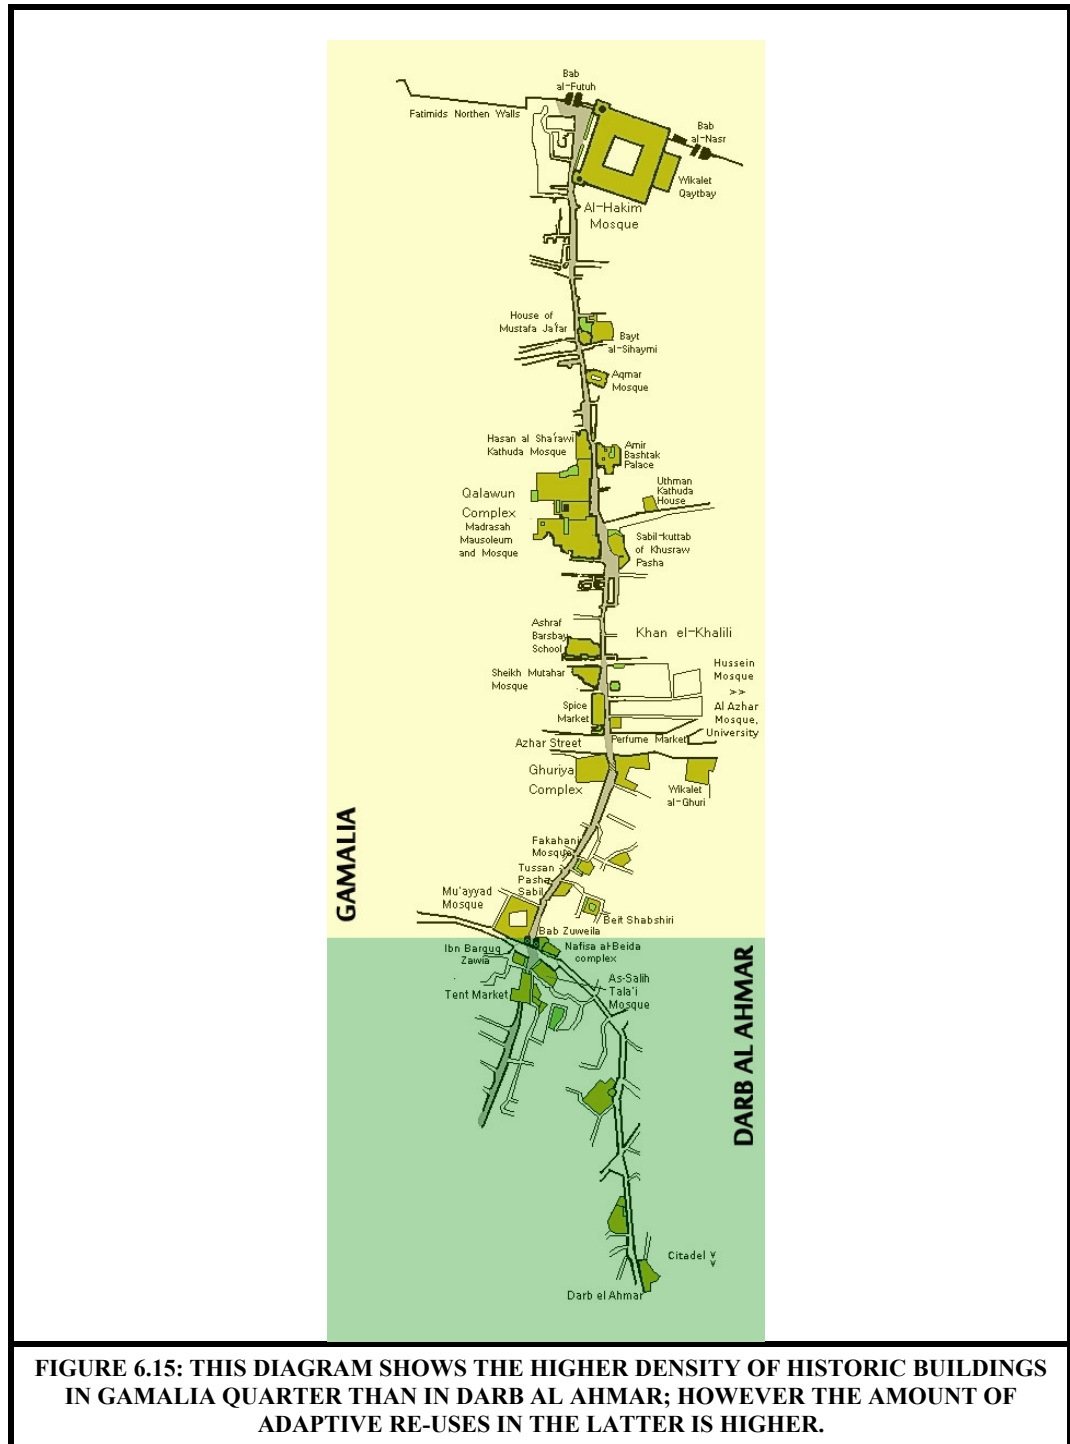 Bab
al-Futuh
Fatimids Northen Walls
Bab
al-Nasr
Wikalet
Qaytbay
Al-Hakim
Mosque
House of
Mustafa Ja'far
Bayt
al-Sihaymi
Aqmar
Mosque
Hasan al Sha'rawi
Kathuda Mosque
Amir
Bashtak
Palace
Uthman
Kathuda
House
Qalawun
Complex
Madrasah
Mausoleum
and Mosque
Sabil-kuttab
of Khusraw
Pasha
Ashraf
Barsbay
School
Khan el-Khalili
Sheikh Mutahar
Mosque
Hussein
Mosque
>>
Al Azhar
Mosque,
University
Spice
Market
Azhar Street
Perfume Market
Ghuriya
Complex
Wikalet
al-Ghuri
GAMALIA
Fakahani
Mosque
Tussan
Pasha
Sabil
Mu'ayyad
Mosque
Beit Shabshiri
Bab Zuweila
Ibn Barquq
Zawia
Nafisa al-Beida
complex
As-Salih
Tala'i
Mosque
Tent Market
DARB AL AHMAR
Citadel
Darb el Ahmar
FIGURE 6.15: THIS DIAGRAM SHOWS THE HIGHER DENSITY OF HISTORIC BUILDINGS
IN GAMALIA QUARTER THAN IN DARB AL AHMAR; HOWEVER THE AMOUNT OF
ADAPTIVE RE-USES IN THE LATTER IS HIGHER.